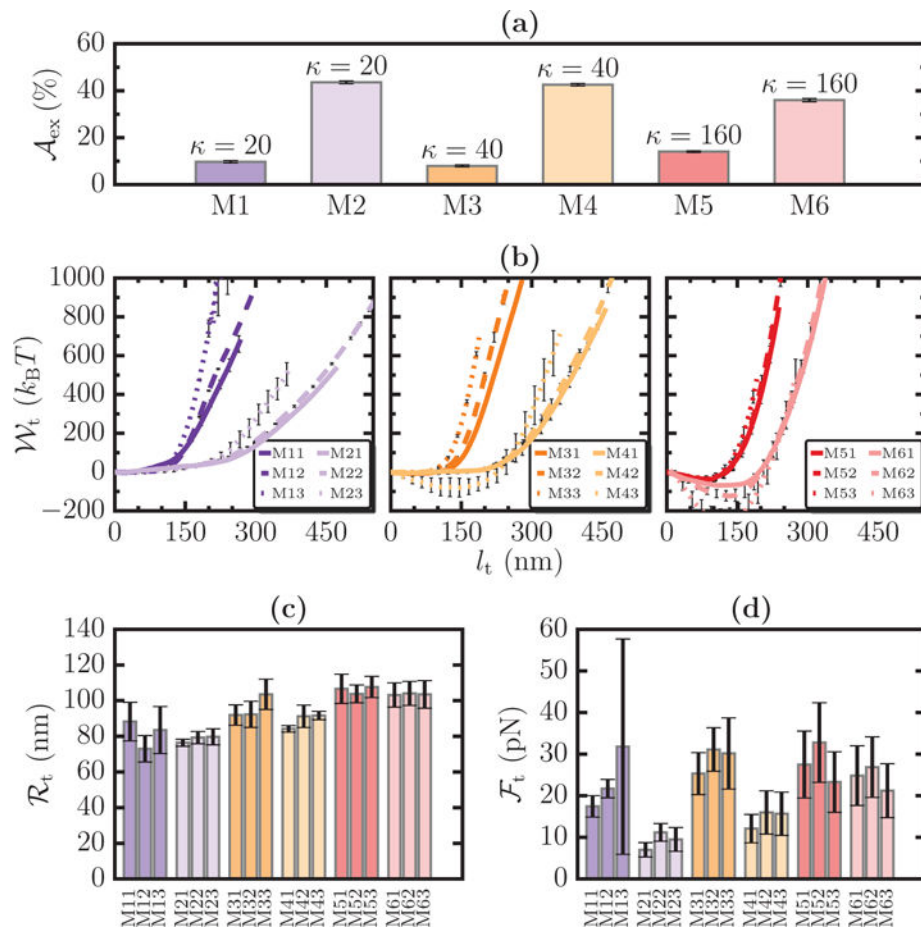 (a)
𝒜ex (%)
60
40
20
0
κ = 20
κ = 20
κ = 40
κ = 40
κ = 160
κ = 160
M1 M2 M3 M4 M5 M6
(b)
𝒲t (kBT)
1000
800
600
400
200
0
−200
M11 M21
M12 M22
M13 M23
M31 M41
M32 M42
M33 M43
M51 M61
M52 M62
M53 M63
0 150 300 450 0 150 300 450 0 150 300 450
lt (nm)
(c)
ℛt (nm)
140
120
100
80
60
40
20
0
M11 M12 M13 M21 M22 M23 M31 M32 M33 M41 M42 M43 M51 M52 M53 M61 M62 M63
(d)
ℱt (pN)
60
50
40
30
20
10
0
M11 M12 M13 M21 M22 M23 M31 M32 M33 M41 M42 M43 M51 M52 M53 M61 M62 M63